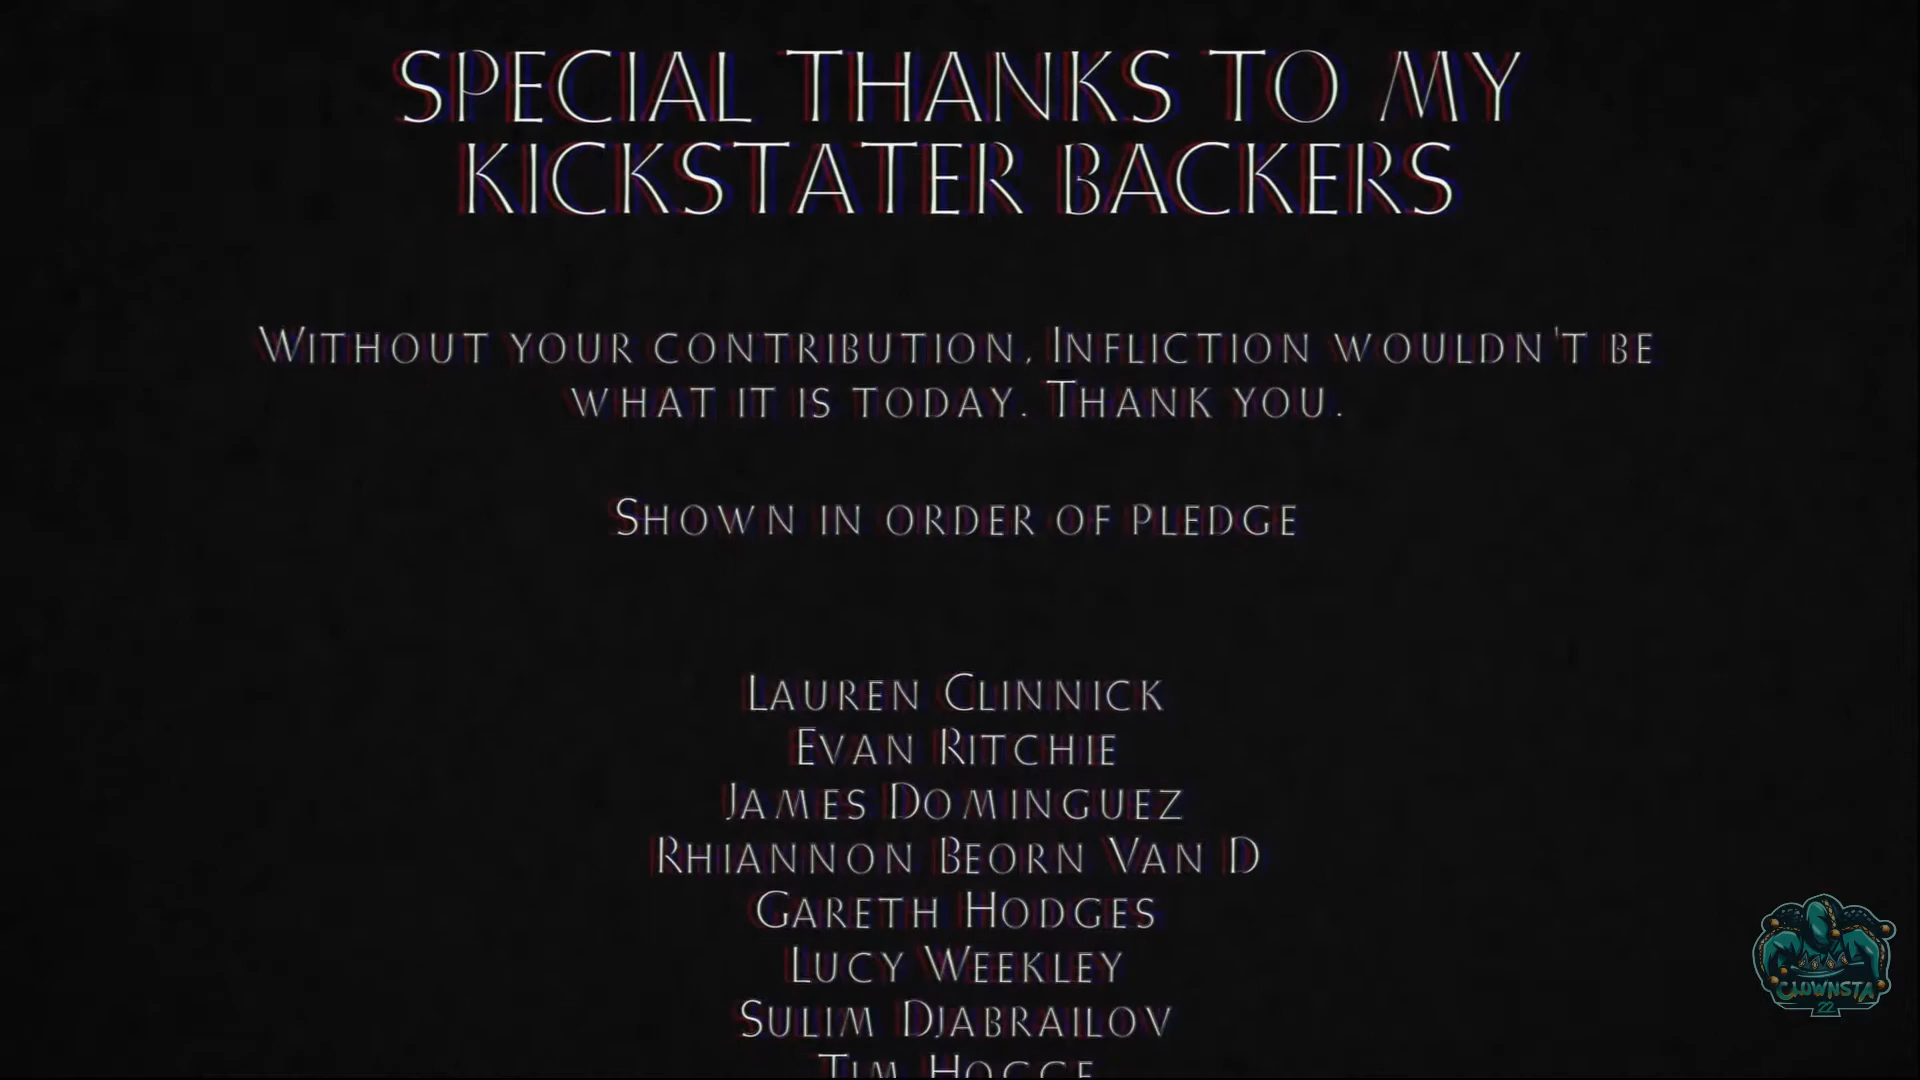 SPECIAL THANKS TO MY
KICKSTATER BACKERS
WITHOUT YOUR CONTRIBUTION, INFLICTION WOULDN'T BE
WHAT IT IS TODAY. THANK YOU.
SHOWN IN ORDER OF PLEDGE
LAUREN CLINNICK
EVAN RITCHIE
JAMES DOMINGUEZ
RHIANNON BEORN VAN D
GARETH HODGES
LUCY WEEKLEY
SULIM DJABRAILOV
TIM
CLOWNSTA
22